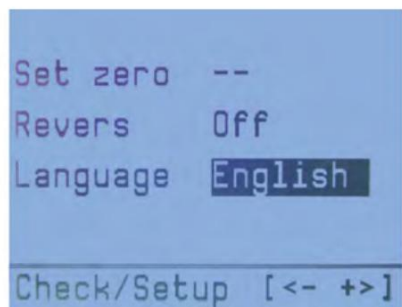 Set zero --
Revers Off
Language English
Check/Setup [<- +>]